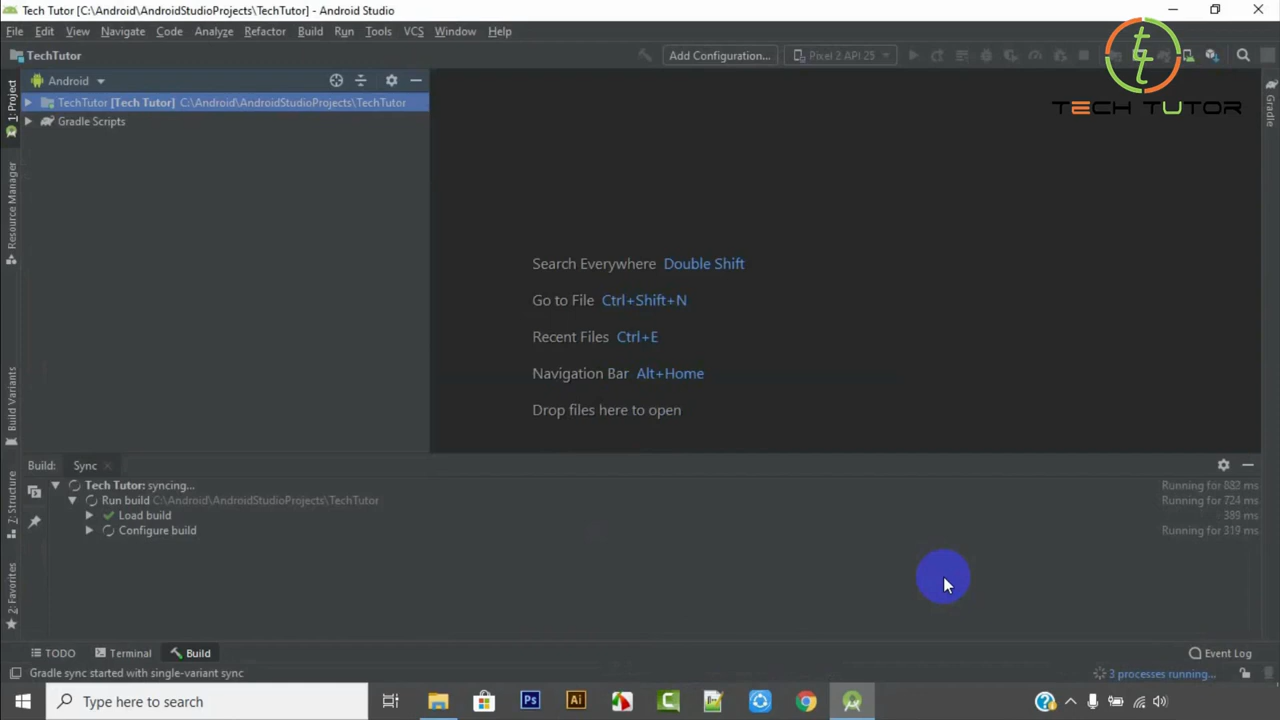 Tech Tutor [C:\Android\AndroidStudioProjects\TechTutor] - Android Studio
File Edit View Navigate Code Analyze Refactor Build Run Tools VCS Window Help
TechTutor
Add Configuration...
Pixel 2 API 25
TECH TUTOR
Android
TechTutor [Tech Tutor] C:\Android\AndroidStudioProjects\TechTutor
Gradle Scripts
1: Project
Resource Manager
Build Variants
Z: Structure
2: Favorites
Gradle
Search Everywhere Double Shift
Go to File Ctrl+Shift+N
Recent Files Ctrl+E
Navigation Bar Alt+Home
Drop files here to open
Build: Sync
Tech Tutor: syncing... Running for 882 ms
Run build C:\Android\AndroidStudioProjects\TechTutor Running for 724 ms
Load build 389 ms
Configure build Running for 319 ms
TODO Terminal Build Event Log
Gradle sync started with single-variant sync 3 processes running...
Type here to search
Ps Ai